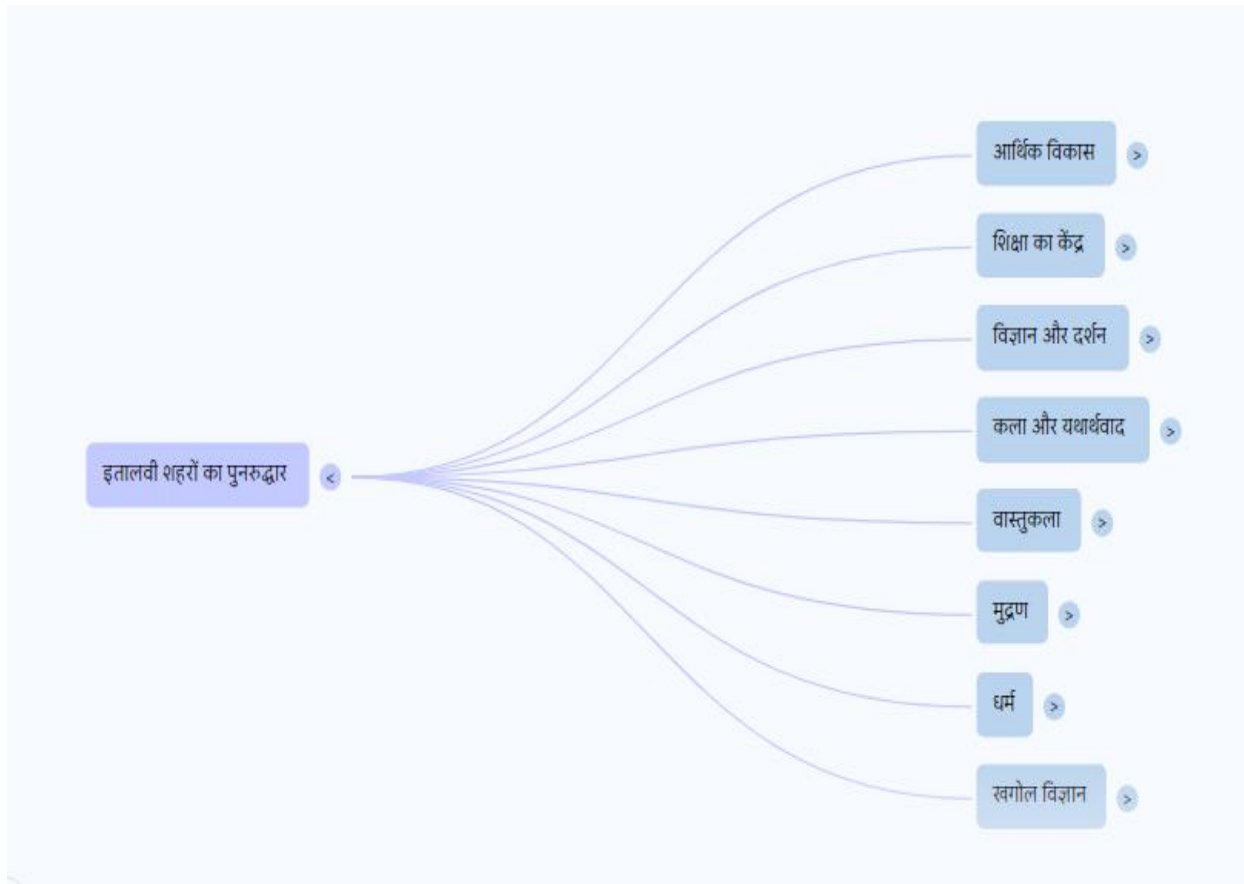 इतालवी शहरों का पुनरुद्धार <
आर्थिक विकास >
शिक्षा का केंद्र >
विज्ञान और दर्शन >
कला और यथार्थवाद >
वास्तुकला >
मुद्रण >
धर्म >
खगोल विज्ञान >